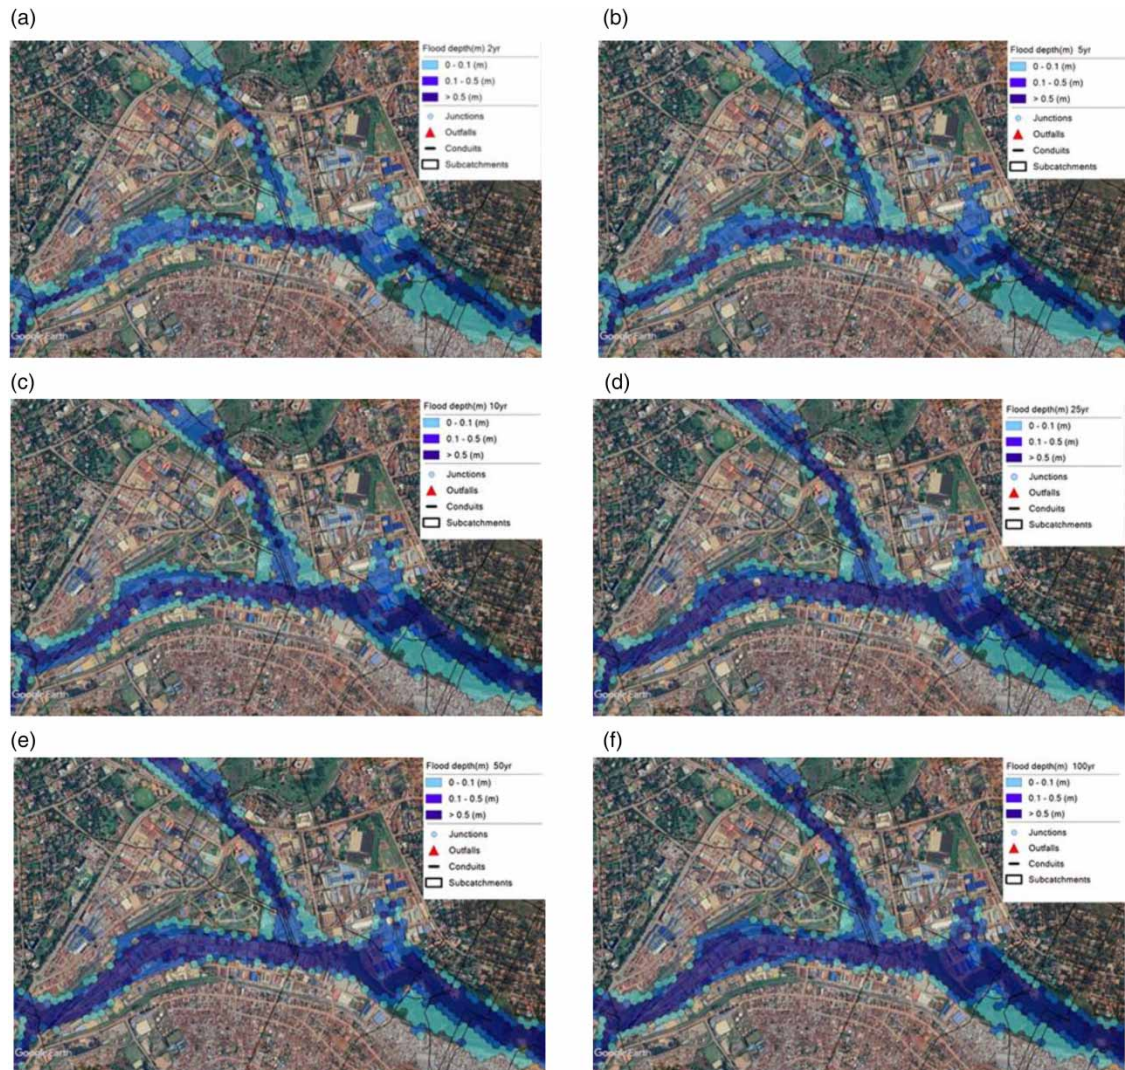 (a)
Flood depth(m) 2yr
0 - 0.1 (m)
0.1 - 0.5 (m)
> 0.5 (m)
Junctions
Outfalls
Conduits
Subcatchments
Google Earth
(b)
Flood depth(m) 5yr
0 - 0.1 (m)
0.1 - 0.5 (m)
> 0.5 (m)
Junctions
Outfalls
Conduits
Subcatchments
Google Earth
(c)
Flood depth(m) 10yr
0 - 0.1 (m)
0.1 - 0.5 (m)
> 0.5 (m)
Junctions
Outfalls
Conduits
Subcatchments
Google Earth
(d)
Flood depth(m) 25yr
0 - 0.1 (m)
0.1 - 0.5 (m)
> 0.5 (m)
Junctions
Outfalls
Conduits
Subcatchments
Google Earth
(e)
Flood depth(m) 50yr
0 - 0.1 (m)
0.1 - 0.5 (m)
> 0.5 (m)
Junctions
Outfalls
Conduits
Subcatchments
Google Earth
(f)
Flood depth(m) 100yr
0 - 0.1 (m)
0.1 - 0.5 (m)
> 0.5 (m)
Junctions
Outfalls
Conduits
Subcatchments
Google Earth